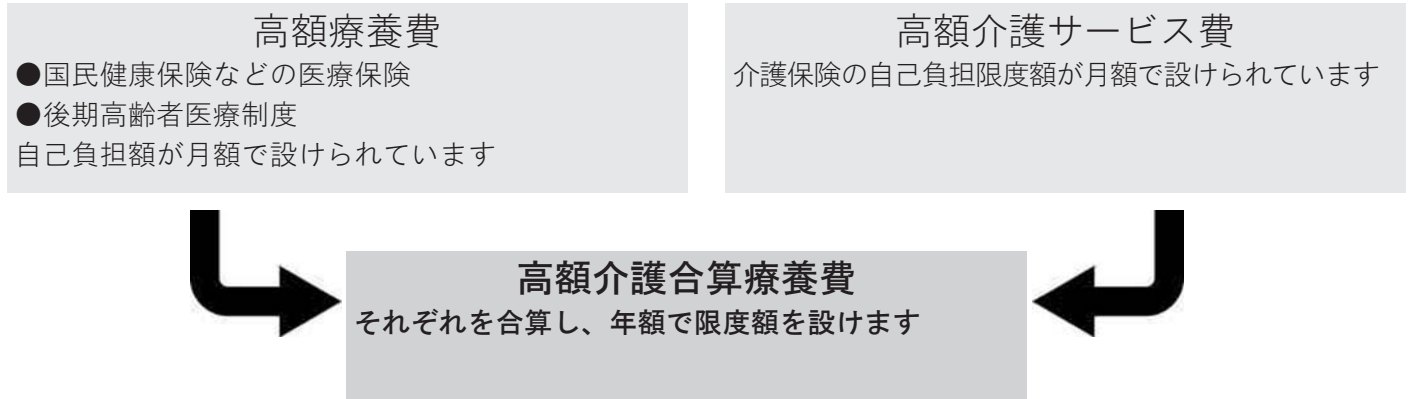 高額療養費
●国民健康保険などの医療保険
●後期高齢者医療制度
自己負担額が月額で設けられています
高額介護サービス費
介護保険の自己負担限度額が月額で設けられています
高額介護合算療養費
それぞれを合算し、年額で限度額を設けます